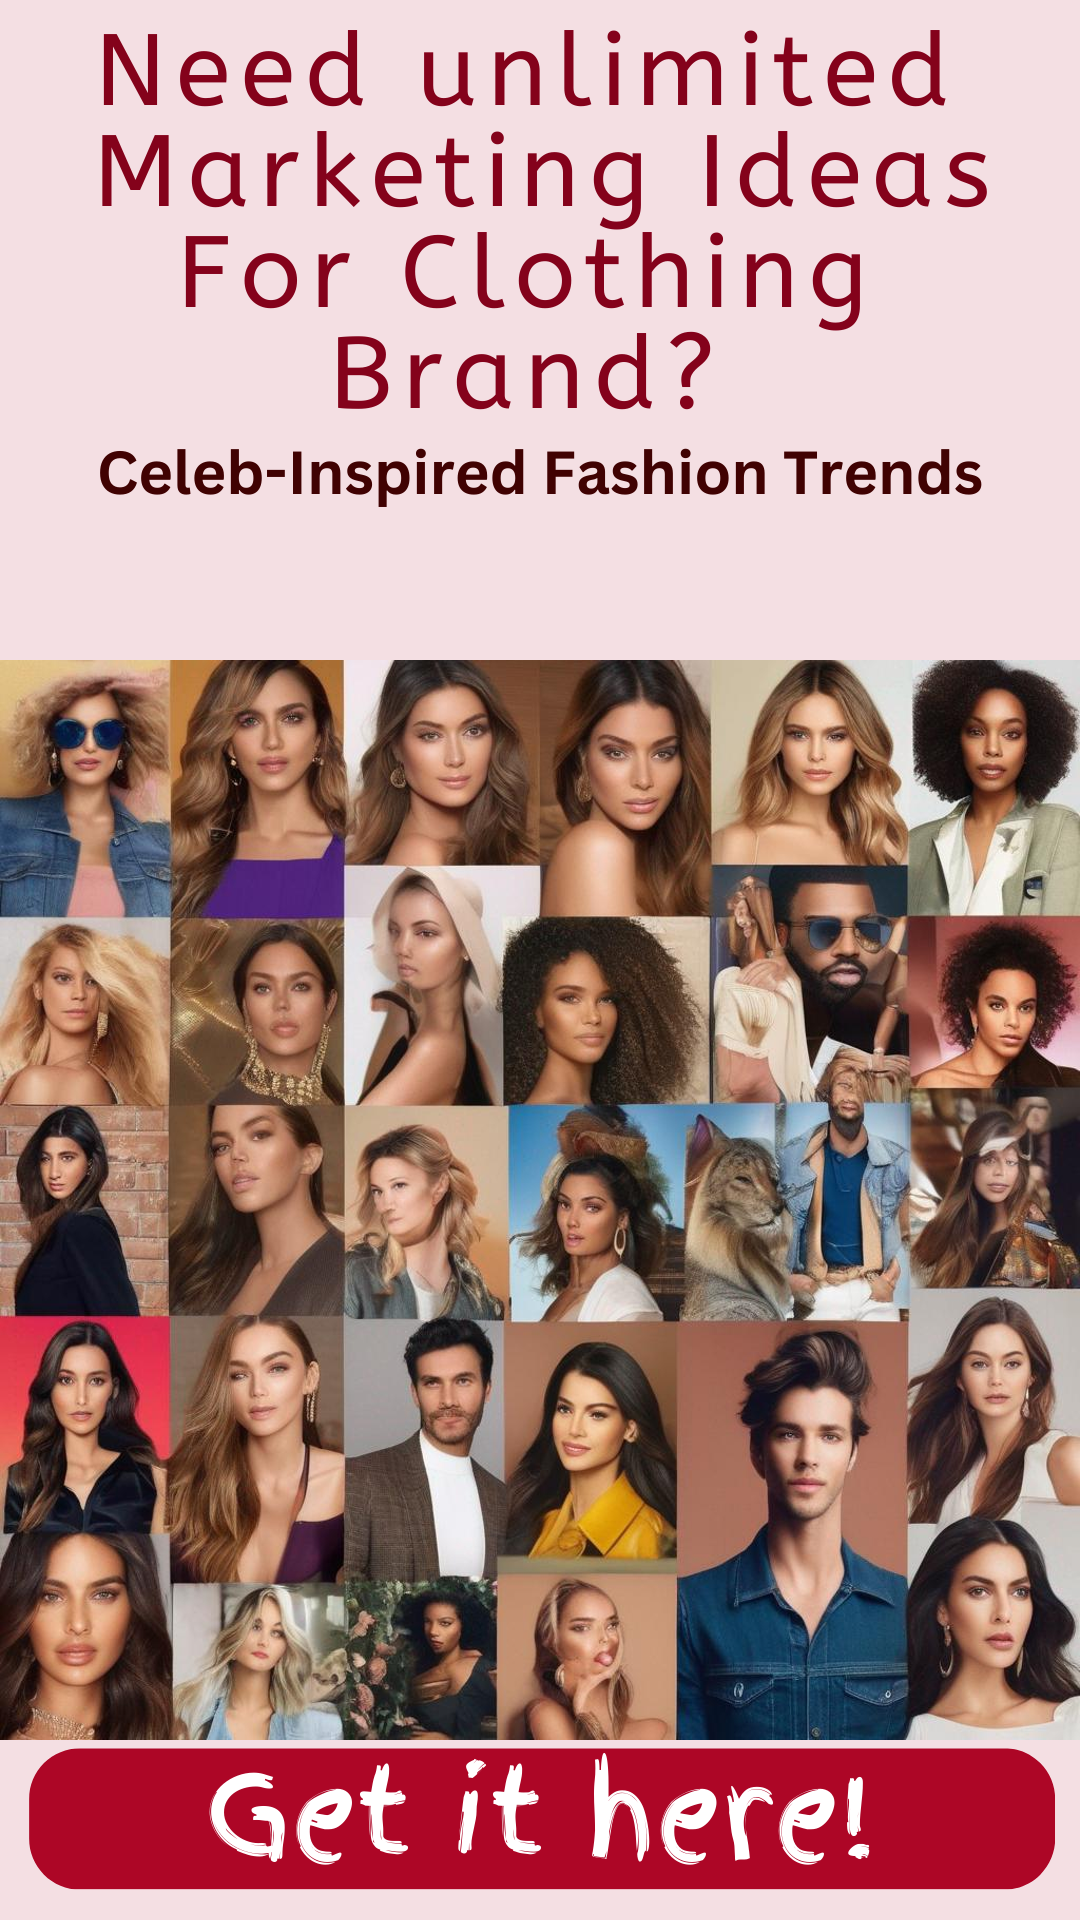 Need unlimited
Marketing Ideas
For Clothing
Brand?
Celeb-Inspired Fashion Trends
Get it here!